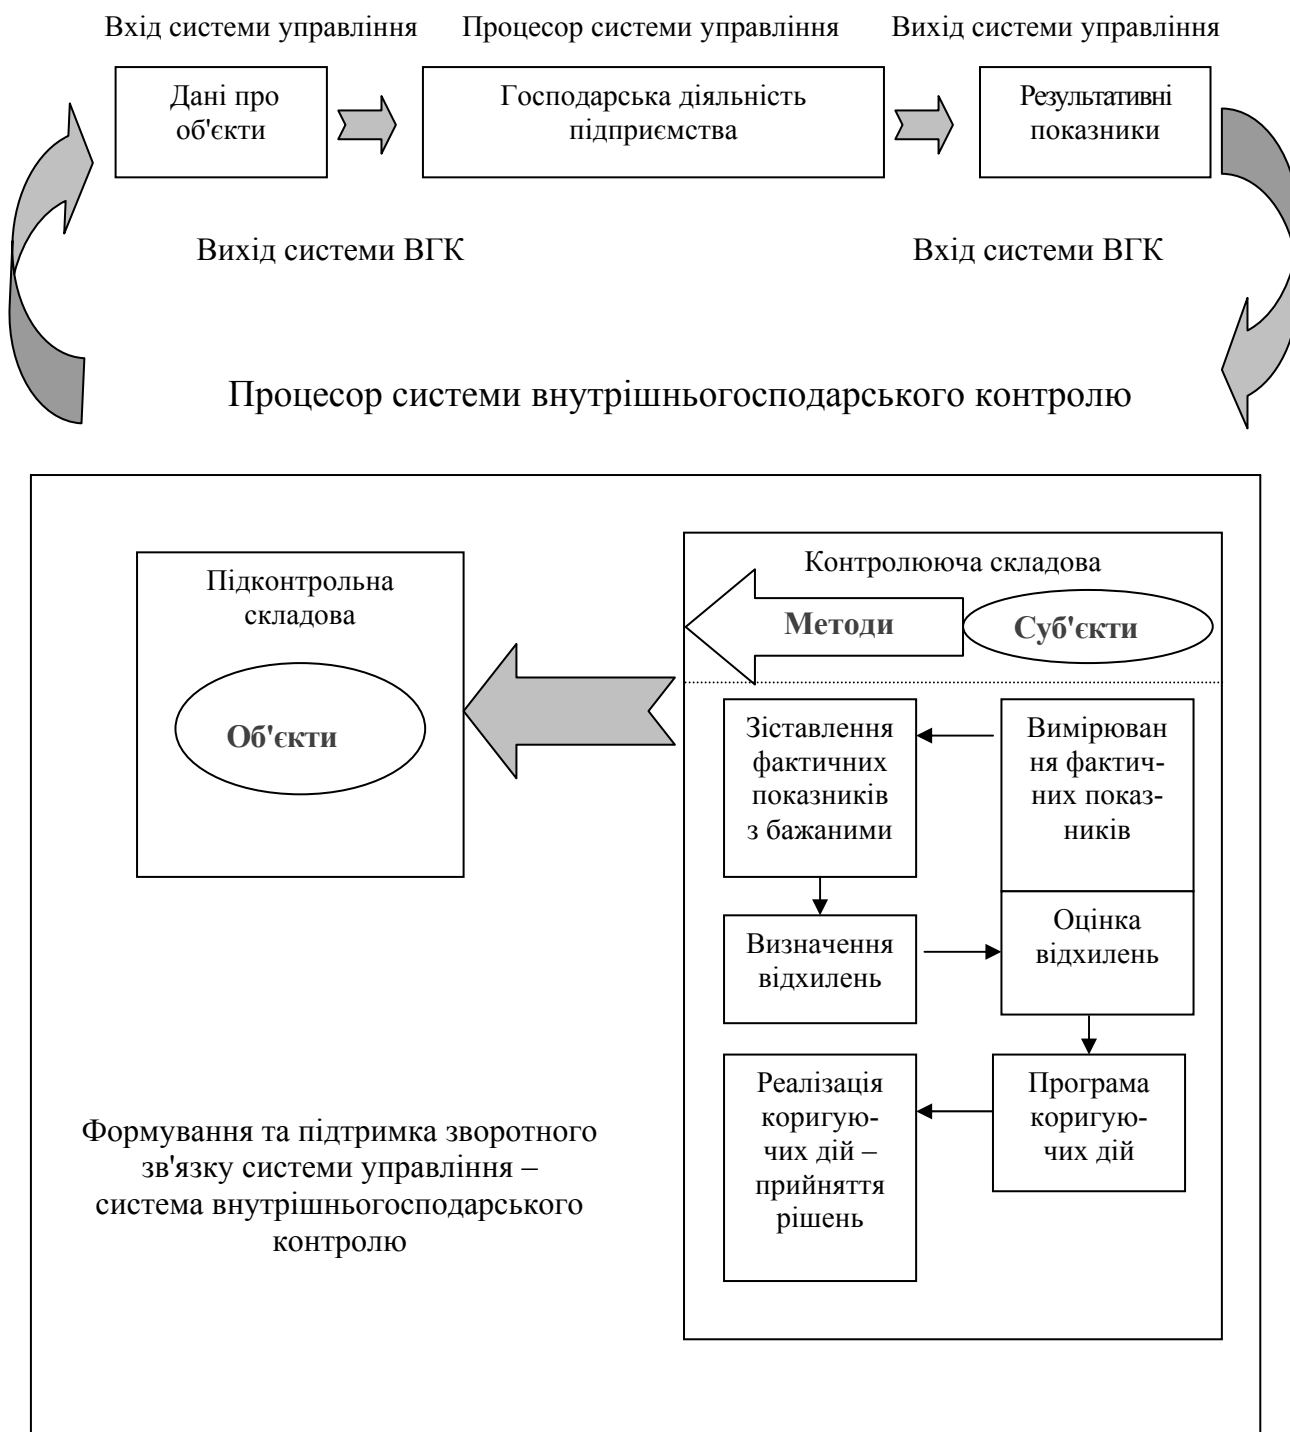 Вхід системи управління
Процесор системи управління
Вихід системи управління
Дані про
об'єкти
Господарська діяльність
підприємства
Результативні
показники
Вихід системи ВГК
Вхід системи ВГК
Процесор системи внутрішньогосподарського контролю
Підконтрольна
складова
Об'єкти
Контролююча складова
Методи
Суб'єкти
Зіставлення
фактичних
показників
з бажаними
Вимірюван
ня фактич-
них показ-
ників
Визначення
відхилень
Оцінка
відхилень
Реалізація
коригую-
чих дій –
прийняття
рішень
Програма
коригую-
чих дій
Формування та підтримка зворотного
зв'язку системи управління –
система внутрішньогосподарського
контролю